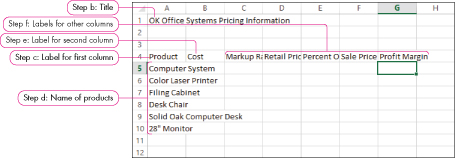 Step b: Title
Step f: Labels for other columns
Step e: Label for second column
Step c: Label for first column
Step d: Name of products
A B C D E F G H
1 OK Office Systems Pricing Information
2
3
4 Product Cost Markup Ra Retail Pric Percent O Sale Price Profit Margin
5 Computer System
6 Color Laser Printer
7 Filing Cabinet
8 Desk Chair
9 Solid Oak Computer Desk
10 28" Monitor
11
12